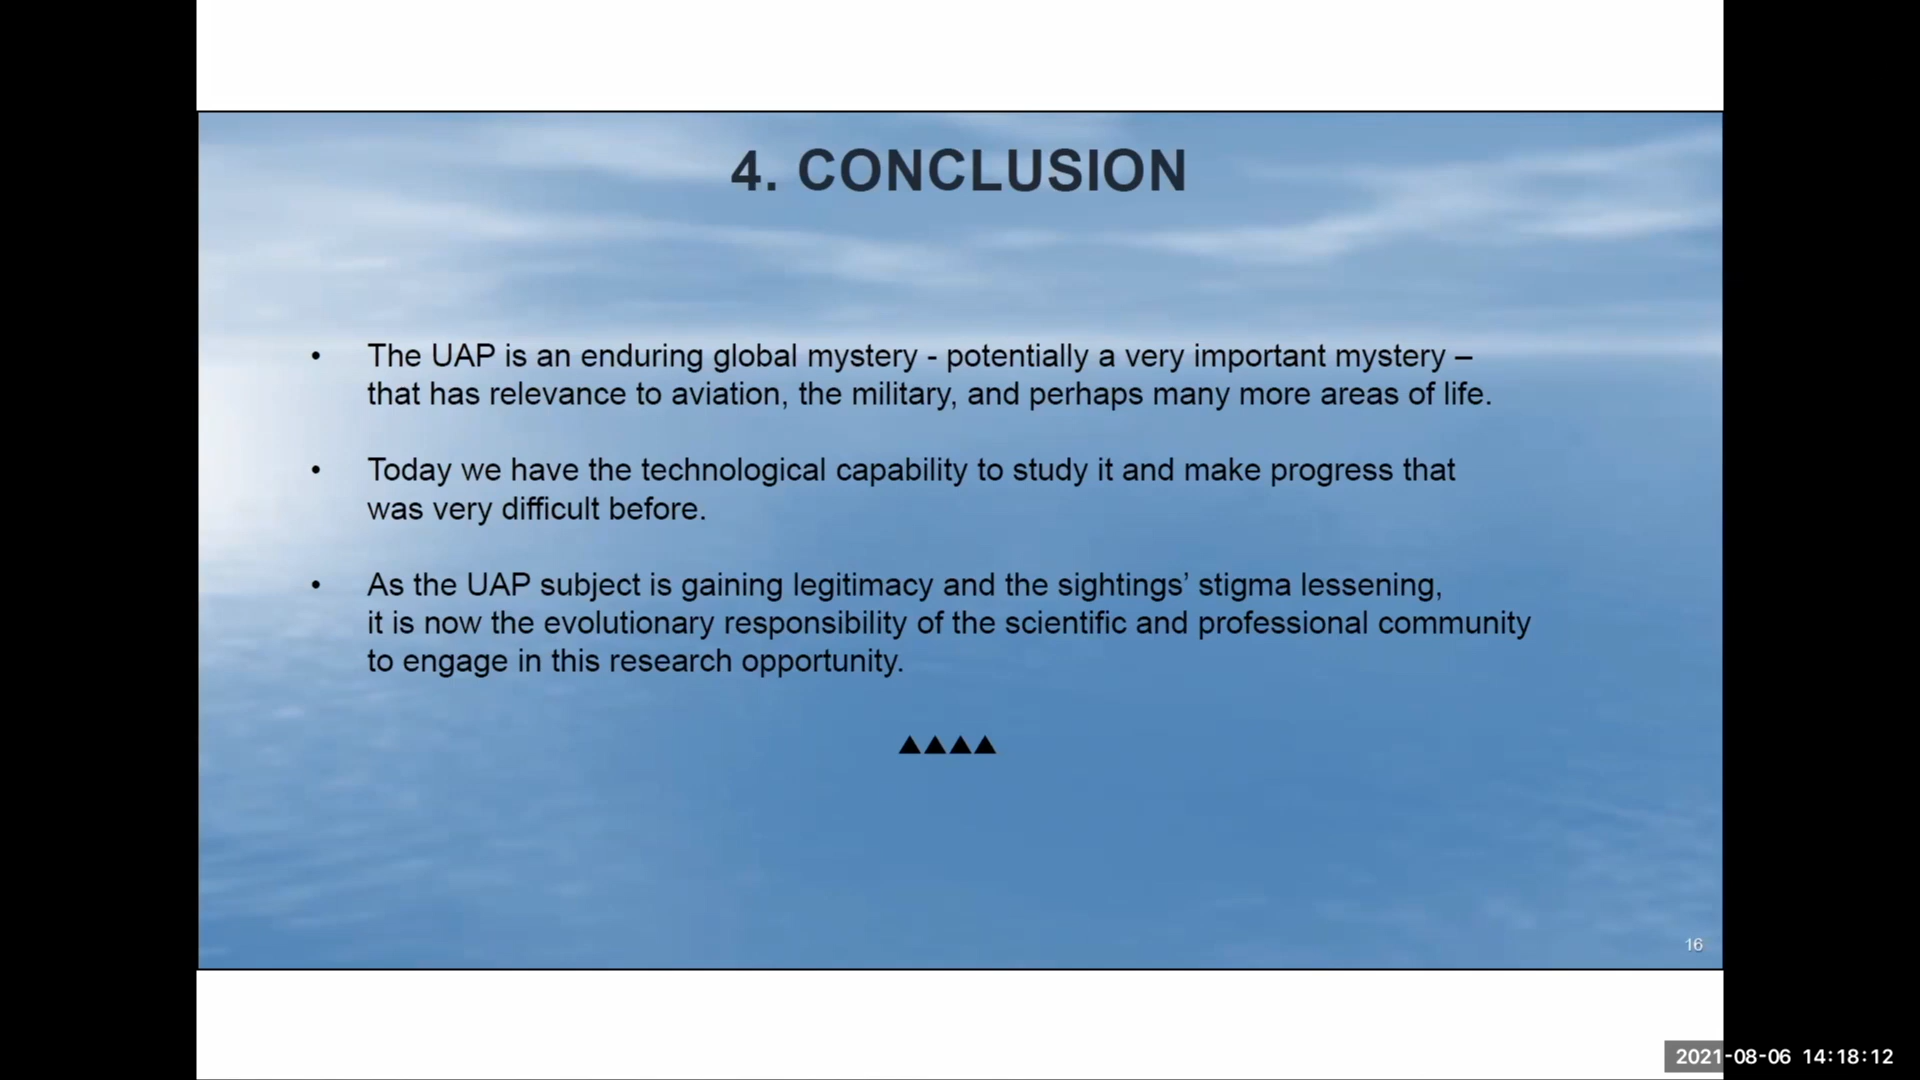 4. CONCLUSION
• The UAP is an enduring global mystery - potentially a very important mystery –
that has relevance to aviation, the military, and perhaps many more areas of life.
• Today we have the technological capability to study it and make progress that
was very difficult before.
• As the UAP subject is gaining legitimacy and the sightings’ stigma lessening,
it is now the evolutionary responsibility of the scientific and professional community
to engage in this research opportunity.
▲▲▲▲
16
2021-08-06 14:18:12